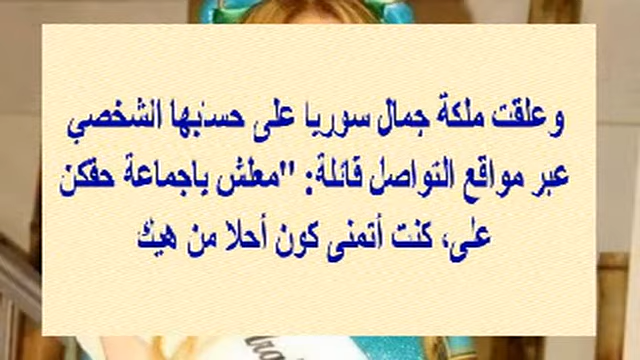 وعلقت ملكة جمال سوريا على حسابها الشخصي
عبر مواقع التواصل قائلة: "معلش ياجماعة حقكن
على، كنت أتمنى كون أحلا من هيك